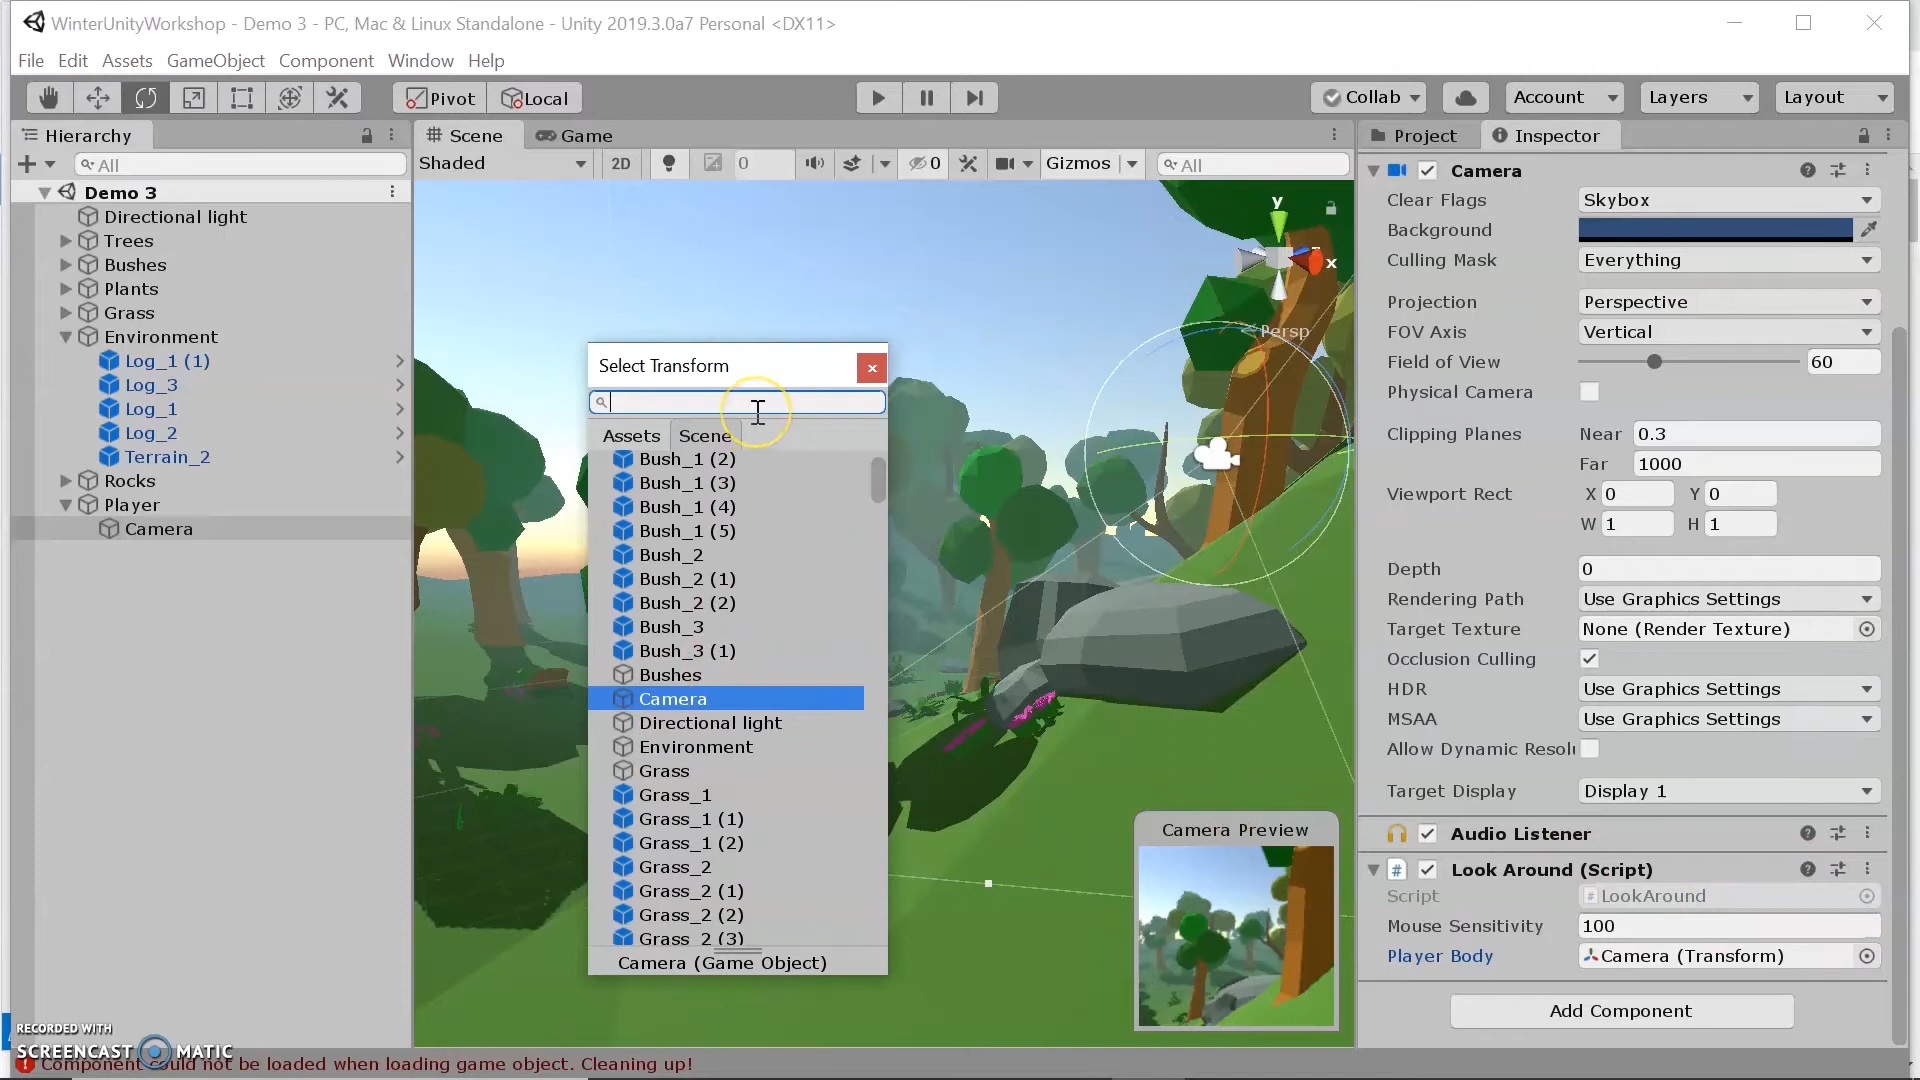 WinterUnityWorkshop - Demo 3 - PC, Mac & Linux Standalone - Unity 2019.3.0a7 Personal <DX11>
File Edit Assets GameObject Component Window Help
Pivot Local Collab Account Layers Layout
Hierarchy
All
Demo 3
Directional light
Trees
Bushes
Plants
Grass
Environment
Log_1 (1)
Log_3
Log_1
Log_2
Terrain_2
Rocks
Player
Camera
Scene Game
Shaded 2D 0 0 Gizmos All
y
x
Persp
Select Transform
Assets Scene
Bush_1 (2)
Bush_1 (3)
Bush_1 (4)
Bush_1 (5)
Bush_2
Bush_2 (1)
Bush_2 (2)
Bush_3
Bush_3 (1)
Bushes
Camera
Directional light
Environment
Grass
Grass_1
Grass_1 (1)
Grass_1 (2)
Grass_2
Grass_2 (1)
Grass_2 (2)
Grass_2 (3)
Camera (Game Object)
Camera Preview
Project Inspector
Camera
Clear Flags Skybox
Background
Culling Mask Everything
Projection Perspective
FOV Axis Vertical
Field of View 60
Physical Camera
Clipping Planes Near 0.3
Far 1000
Viewport Rect X 0 Y 0
W 1 H 1
Depth 0
Rendering Path Use Graphics Settings
Target Texture None (Render Texture)
Occlusion Culling
HDR Use Graphics Settings
MSAA Use Graphics Settings
Allow Dynamic Resolu
Target Display Display 1
Audio Listener
# Look Around (Script)
Script LookAround
Mouse Sensitivity 100
Player Body Camera (Transform)
Add Component
RECORDED WITH
SCREENCAST MATIC
Component could not be loaded when loading game object. Cleaning up!